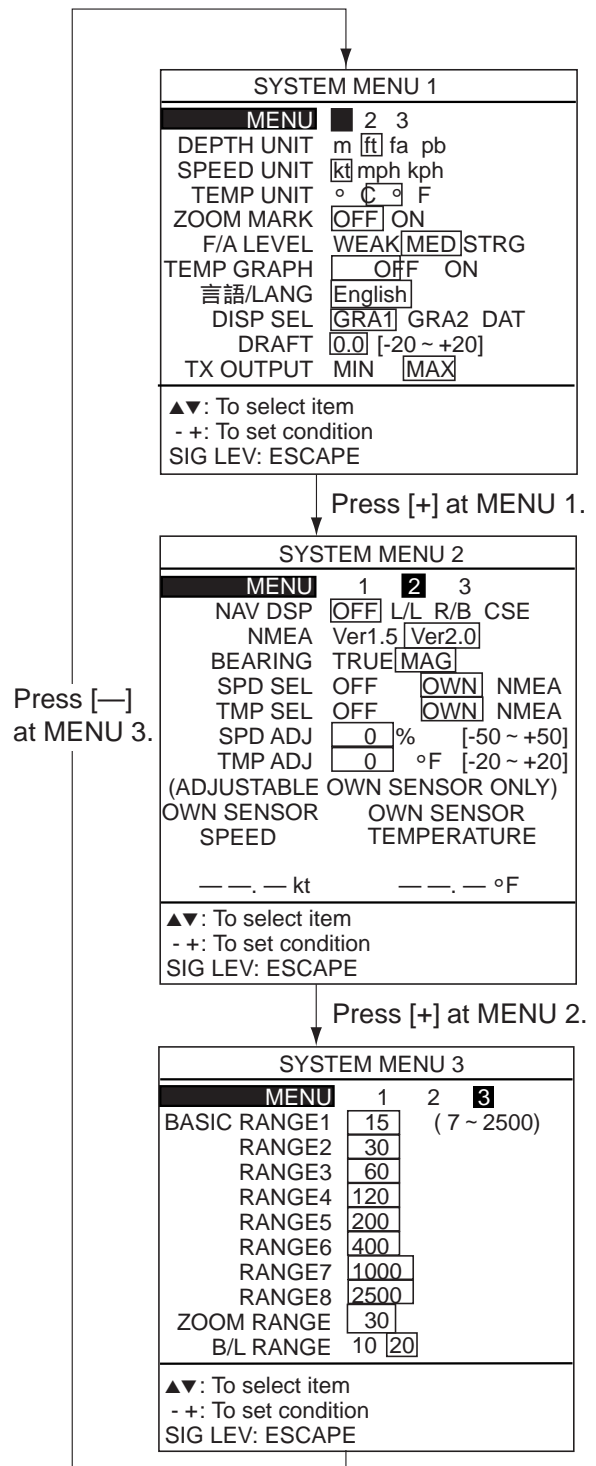 SYSTEM MENU 1
MENU 2 3
DEPTH UNIT m ft fa pb
SPEED UNIT kt mph kph
TEMP UNIT ° C ° F
ZOOM MARK OFF ON
F/A LEVEL WEAK MED STRG
TEMP GRAPH OFF ON
言語/LANG English
DISP SEL GRA1 GRA2 DAT
DRAFT 0.0 [-20 ~ +20]
TX OUTPUT MIN MAX
▲▼: To select item
- +: To set condition
SIG LEV: ESCAPE
Press [+] at MENU 1.
SYSTEM MENU 2
MENU 1 2 3
NAV DSP OFF L/L R/B CSE
NMEA Ver1.5 Ver2.0
BEARING TRUE MAG
SPD SEL OFF OWN NMEA
TMP SEL OFF OWN NMEA
SPD ADJ 0 % [-50 ~ +50]
TMP ADJ 0 °F [-20 ~ +20]
(ADJUSTABLE OWN SENSOR ONLY)
OWN SENSOR OWN SENSOR
SPEED TEMPERATURE
— —. — kt — —. — °F
▲▼: To select item
- +: To set condition
SIG LEV: ESCAPE
Press [—]
at MENU 3.
Press [+] at MENU 2.
SYSTEM MENU 3
MENU 1 2 3
BASIC RANGE1 15 ( 7 ~ 2500)
RANGE2 30
RANGE3 60
RANGE4 120
RANGE5 200
RANGE6 400
RANGE7 1000
RANGE8 2500
ZOOM RANGE 30
B/L RANGE 10 20
▲▼: To select item
- +: To set condition
SIG LEV: ESCAPE